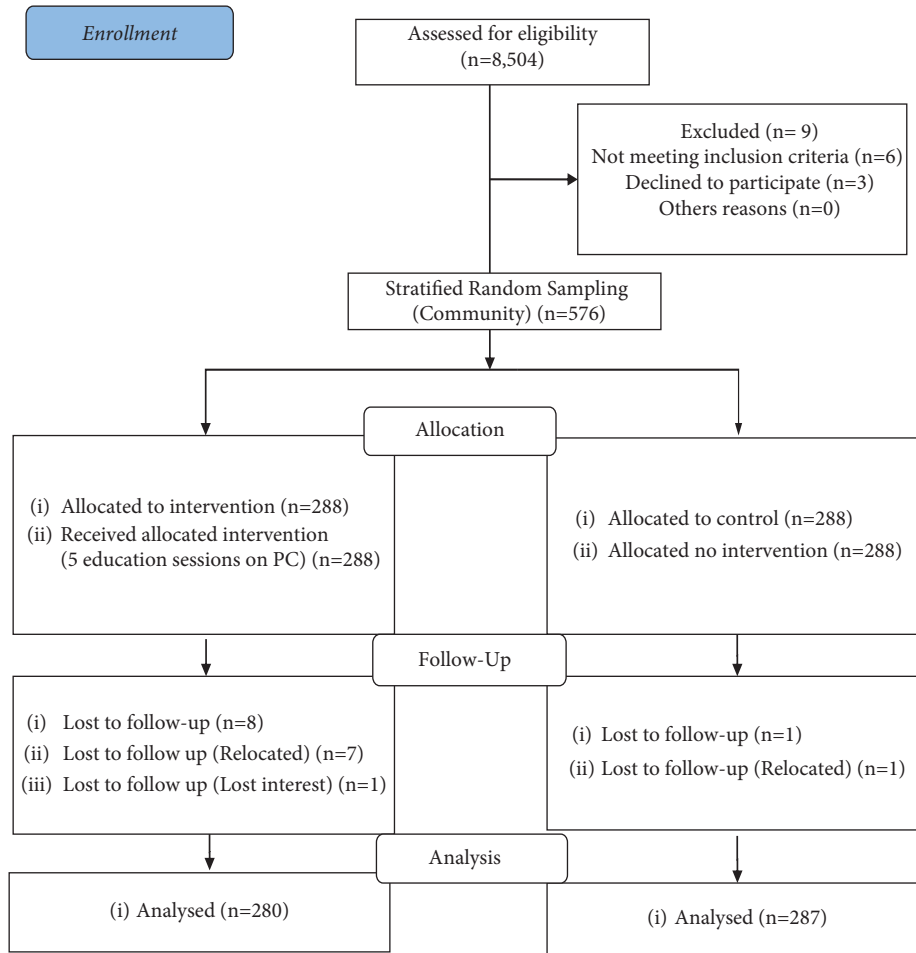 Enrollment
Assessed for eligibility
(n=8,504)
Excluded (n= 9)
Not meeting inclusion criteria (n=6)
Declined to participate (n=3)
Others reasons (n=0)
Stratified Random Sampling
(Community) (n=576)
Allocation
(i) Allocated to intervention (n=288)
(ii) Received allocated intervention
(5 education sessions on PC) (n=288)
(i) Allocated to control (n=288)
(ii) Allocated no intervention (n=288)
Follow-Up
(i) Lost to follow-up (n=8)
(ii) Lost to follow up (Relocated) (n=7)
(iii) Lost to follow up (Lost interest) (n=1)
(i) Lost to follow-up (n=1)
(ii) Lost to follow-up (Relocated) (n=1)
Analysis
(i) Analysed (n=280)
(i) Analysed (n=287)